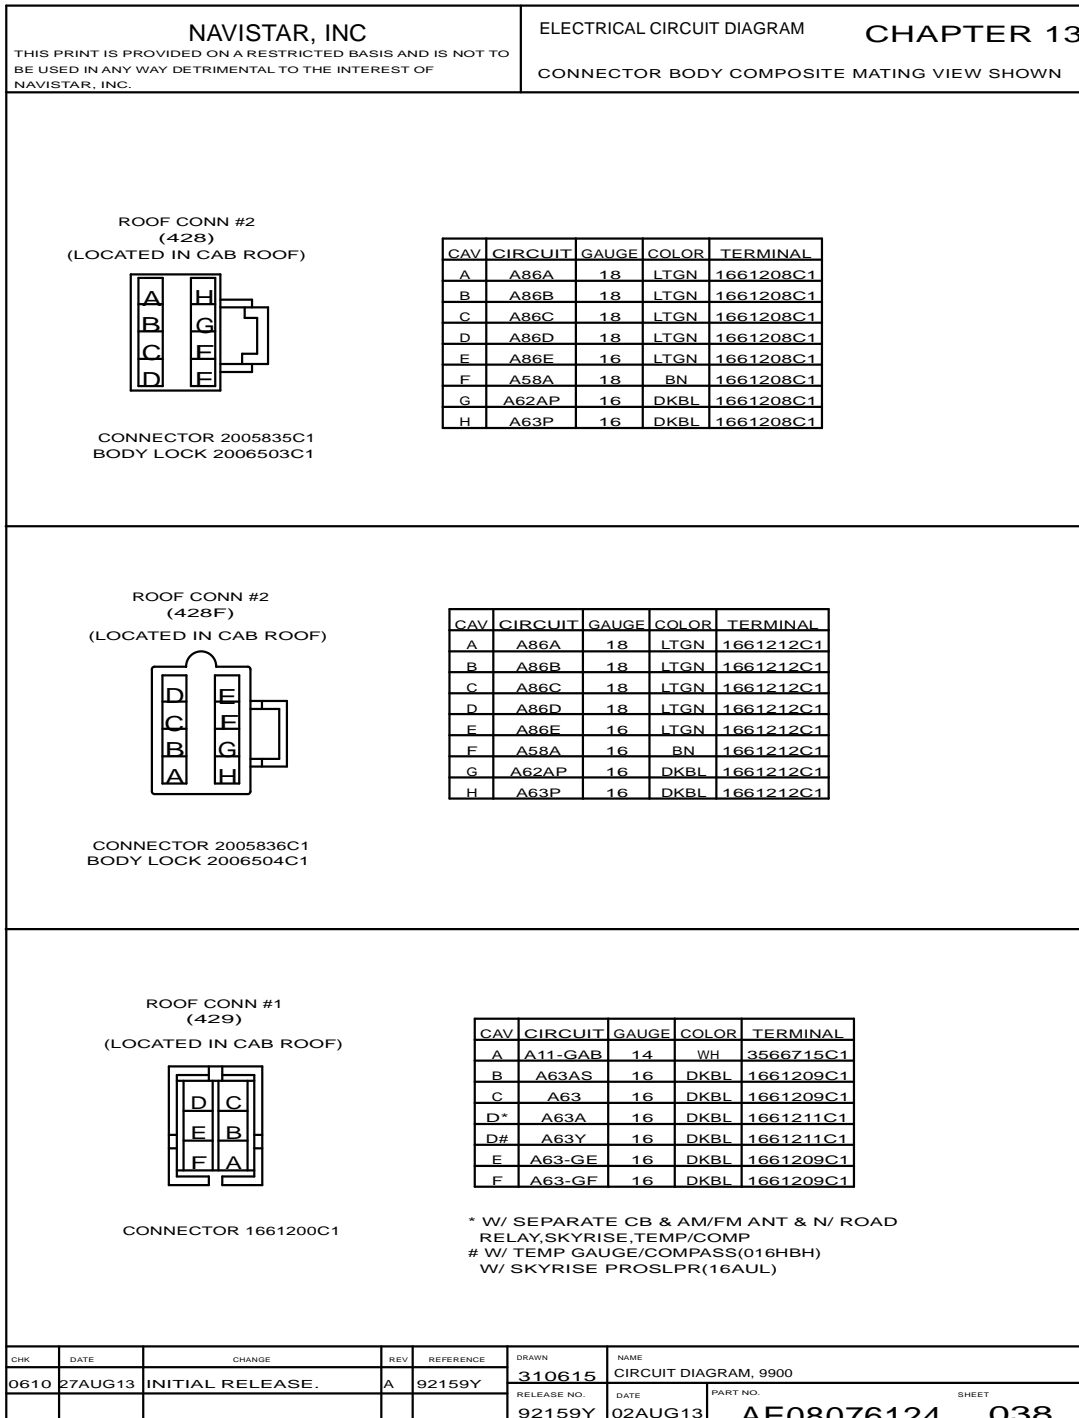 NAVISTAR, INC
THIS PRINT IS PROVIDED ON A RESTRICTED BASIS AND IS NOT TO
BE USED IN ANY WAY DETRIMENTAL TO THE INTEREST OF
NAVISTAR, INC.
ELECTRICAL CIRCUIT DIAGRAM CHAPTER 13
CONNECTOR BODY COMPOSITE MATING VIEW SHOWN
ROOF CONN #2
(428)
(LOCATED IN CAB ROOF)
A H
B G
C F
D E
CONNECTOR 2005835C1
BODY LOCK 2006503C1
CAV CIRCUIT GAUGE COLOR TERMINAL
A A86A 18 LTGN 1661208C1
B A86B 18 LTGN 1661208C1
C A86C 18 LTGN 1661208C1
D A86D 18 LTGN 1661208C1
E A86E 16 LTGN 1661208C1
F A58A 18 BN 1661208C1
G A62AP 16 DKBL 1661208C1
H A63P 16 DKBL 1661208C1
ROOF CONN #2
(428F)
(LOCATED IN CAB ROOF)
D E
C F
B G
A H
CONNECTOR 2005836C1
BODY LOCK 2006504C1
CAV CIRCUIT GAUGE COLOR TERMINAL
A A86A 18 LTGN 1661212C1
B A86B 18 LTGN 1661212C1
C A86C 18 LTGN 1661212C1
D A86D 18 LTGN 1661212C1
E A86E 16 LTGN 1661212C1
F A58A 16 BN 1661212C1
G A62AP 16 DKBL 1661212C1
H A63P 16 DKBL 1661212C1
ROOF CONN #1
(429)
(LOCATED IN CAB ROOF)
D C
E B
F A
CONNECTOR 1661200C1
CAV CIRCUIT GAUGE COLOR TERMINAL
A A11-GAB 14 WH 3566715C1
B A63AS 16 DKBL 1661209C1
C A63 16 DKBL 1661209C1
D* A63A 16 DKBL 1661211C1
D# A63Y 16 DKBL 1661211C1
E A63-GE 16 DKBL 1661209C1
F A63-GF 16 DKBL 1661209C1
* W/ SEPARATE CB & AM/FM ANT & N/ ROAD
RELAY,SKYRISE,TEMP/COMP
# W/ TEMP GAUGE/COMPASS(016HBH)
W/ SKYRISE PROSLPR(16AUL)
CHK DATE CHANGE REV REFERENCE
0610 27AUG13 INITIAL RELEASE. A 92159Y
DRAWN
310615
NAME
CIRCUIT DIAGRAM, 9900
RELEASE NO. DATE PART NO. SHEET
92159Y 02AUG13 AE08076124 038